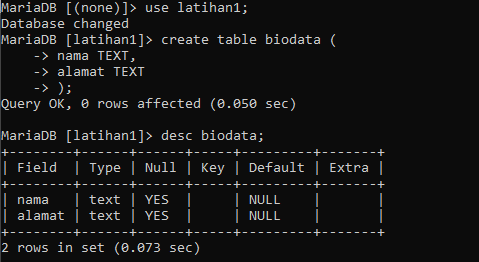 MariaDB [(none)]> use latihan1;
Database changed
MariaDB [latihan1]> create table biodata (
    -> nama TEXT,
    -> alamat TEXT
    -> );
Query OK, 0 rows affected (0.050 sec)

MariaDB [latihan1]> desc biodata;
+--------+------+------+-----+---------+-------+
| Field  | Type | Null | Key | Default | Extra |
+--------+------+------+-----+---------+-------+
| nama   | text | YES  |     | NULL    |       |
| alamat | text | YES  |     | NULL    |       |
+--------+------+------+-----+---------+-------+
2 rows in set (0.073 sec)